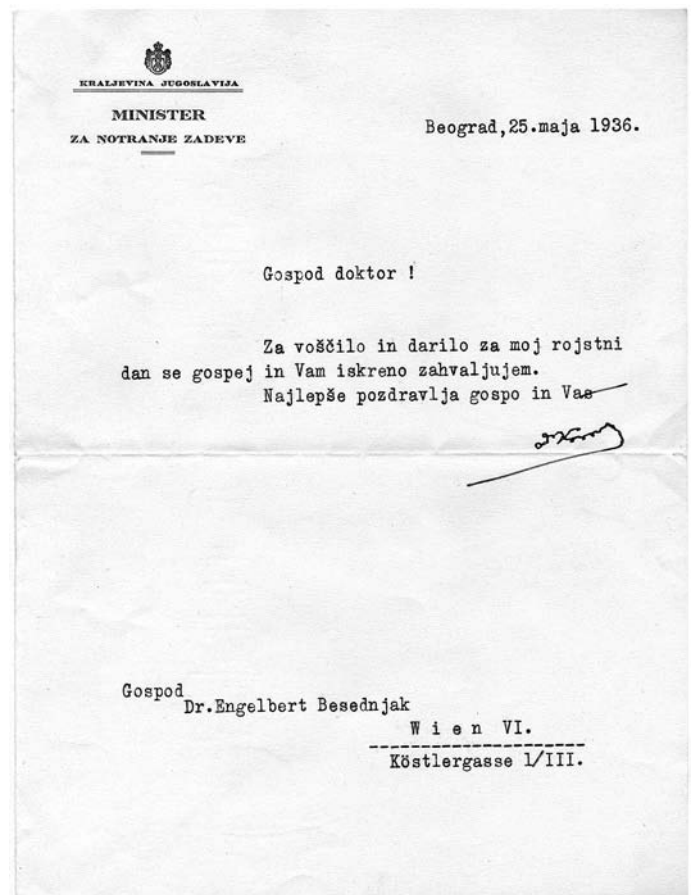 KRALJEVINA JUGOSLAVIJA
MINISTER
ZA NOTRANJE ZADEVE
Beograd,25.maja 1936.
Gospod doktor !
Za voščilo in darilo za moj rojstni
dan se gospej in Vam iskreno zahvaljujem.
Najlepše pozdravlja gospo in Vas
Gospod
Dr.Engelbert Besednjak
W i e n VI.
Köstlergasse 1/III.